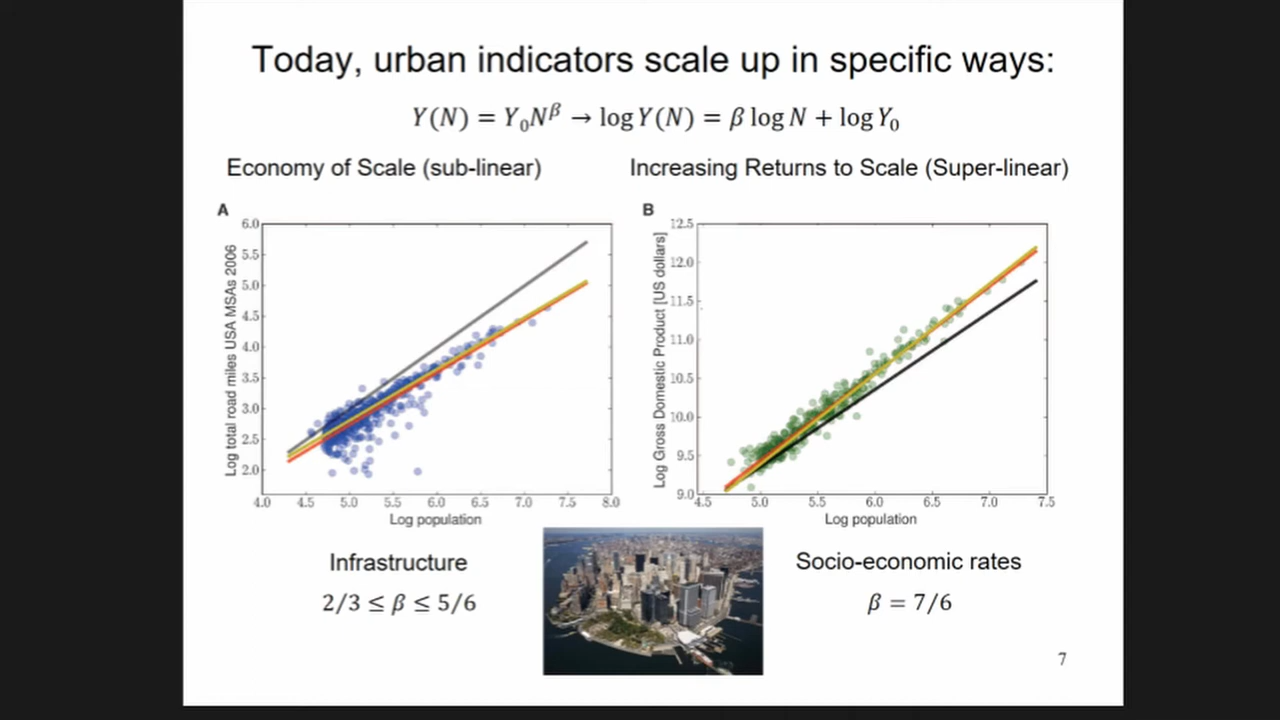 Today, urban indicators scale up in specific ways:
Y(N) = Y₀N^β → log Y(N) = β log N + log Y₀
Economy of Scale (sub-linear)
Increasing Returns to Scale (Super-linear)
A
Log total road miles USA MSAs 2006
6.0
5.5
5.0
4.5
4.0
3.5
3.0
2.5
2.0
4.0 4.5 5.0 5.5 6.0 6.5 7.0 7.5 8.0
Log population
B
Log Gross Domestic Product [US dollars]
12.5
12.0
11.5
11.0
10.5
10.0
9.5
9.0
4.5 5.0 5.5 6.0 6.5 7.0 7.5
Log population
Infrastructure
2/3 ≤ β ≤ 5/6
Socio-economic rates
β = 7/6
7